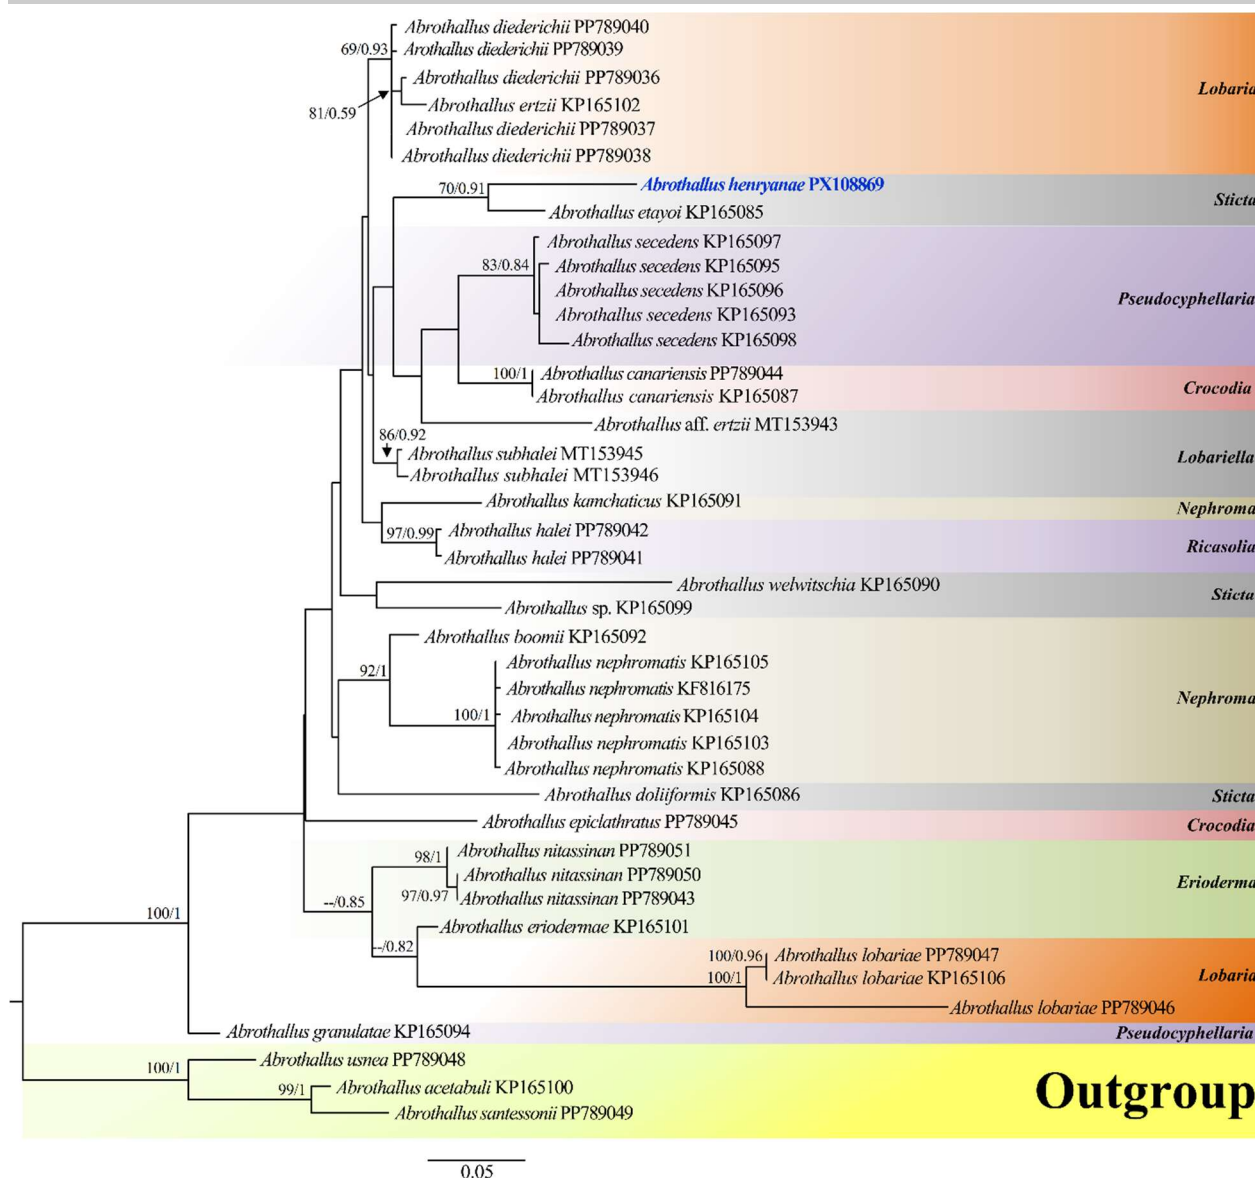 Abrothallus diederichii PP789040
Arothallus diederichii PP789039
69/0.93
Abrothallus diederichii PP789036
Lobaria
Abrothallus ertzii KP165102
81/0.59
Abrothallus diederichii PP789037
Abrothallus diederichii PP789038
70/0.91
Abrothallus henryanae PX108869
Sticta
Abrothallus etayoi KP165085
Abrothallus secedens KP165097
83/0.84
Abrothallus secedens KP165095
Abrothallus secedens KP165096
Pseudocyphellaria
Abrothallus secedens KP165093
Abrothallus secedens KP165098
100/1
Abrothallus canariensis PP789044
Crocodia
Abrothallus canariensis KP165087
Abrothallus aff. ertzii MT153943
86/0.92
Abrothallus subhalei MT153945
Lobariella
Abrothallus subhalei MT153946
Abrothallus kamchaticus KP165091
Nephroma
97/0.99
Abrothallus halei PP789042
Ricasolia
Abrothallus halei PP789041
Abrothallus welwitschia KP165090
Sticta
Abrothallus sp. KP165099
Abrothallus boomii KP165092
92/1
Abrothallus nephromatis KP165105
Abrothallus nephromatis KF816175
Nephroma
100/1
Abrothallus nephromatis KP165104
Abrothallus nephromatis KP165103
Abrothallus nephromatis KP165088
Abrothallus doliiformis KP165086
Sticta
Abrothallus epiclathratus PP789045
Crocodia
98/1
Abrothallus nitassinan PP789051
Abrothallus nitassinan PP789050
Erioderma
97/0.97
Abrothallus nitassinan PP789043
--/0.85
100/1
Abrothallus eriodermae KP165101
--/0.82
100/0.96
Abrothallus lobariae PP789047
100/1
Abrothallus lobariae KP165106
Lobaria
Abrothallus lobariae PP789046
Abrothallus granulatae KP165094
Pseudocyphellaria
100/1
Abrothallus usnea PP789048
99/1
Abrothallus acetabuli KP165100
Outgroup
Abrothallus santessonii PP789049
0.05